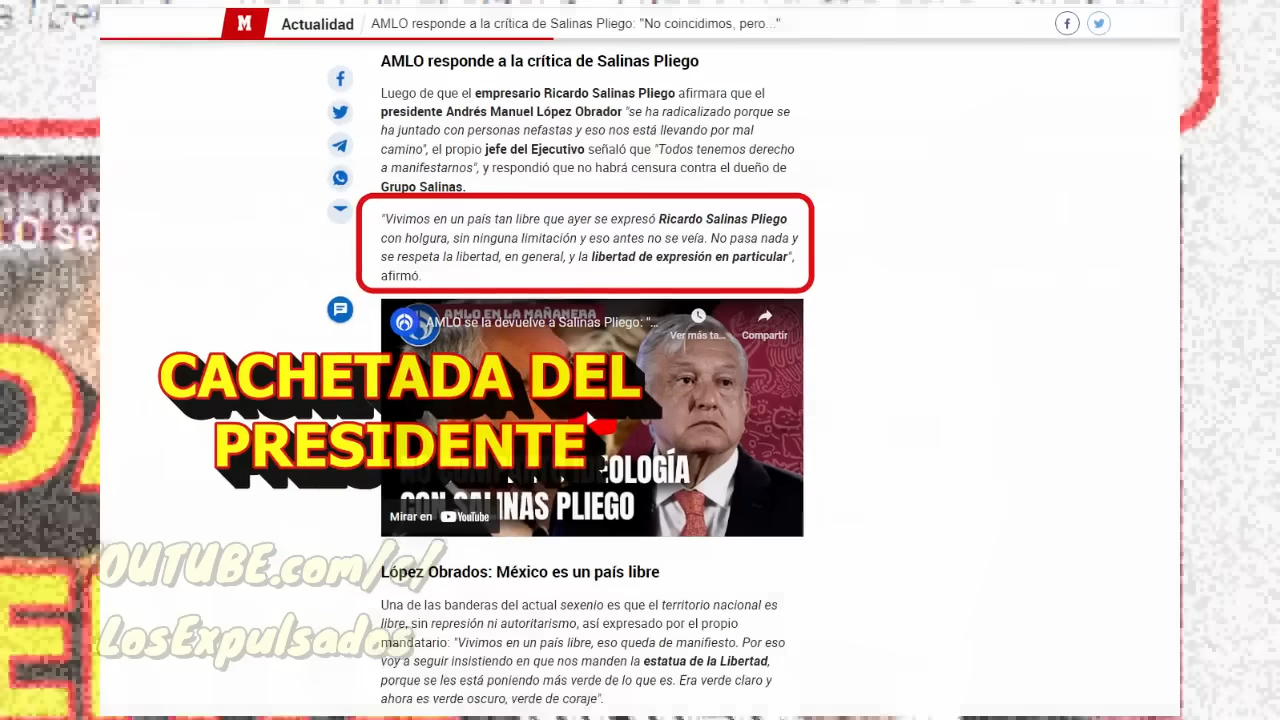 M
Actualidad
AMLO responde a la crítica de Salinas Pliego: "No coincidimos, pero..."
AMLO responde a la crítica de Salinas Pliego
Luego de que el empresario Ricardo Salinas Pliego afirmara que el
presidente Andrés Manuel López Obrador "se ha radicalizado porque se
ha juntado con personas nefastas y eso nos está llevando por mal
camino", el propio jefe del Ejecutivo señaló que "Todos tenemos derecho
a manifestarnos", y respondió que no habrá censura contra el dueño de
Grupo Salinas.
"Vivimos en un país tan libre que ayer se expresó Ricardo Salinas Pliego
con holgura, sin ninguna limitación y eso antes no se veía. No pasa nada y
se respeta la libertad, en general, y la libertad de expresión en particular",
afirmó.
AMLO EN LA MAÑANERA
AMLO se la devuelve a Salinas Pliego: "...
Ver más ta...
Compartir
CACHETADA DEL
PRESIDENTE
CON SALINAS PLIEGO
Mirar en YouTube
YOUTUBE.com/c/
LosExpulsados
López Obrados: México es un país libre
Una de las banderas del actual sexenio es que el territorio nacional es
libre, sin represión ni autoritarismo, así expresado por el propio
mandatario: "Vivimos en un país libre, eso queda de manifiesto. Por eso
voy a seguir insistiendo en que nos manden la estatua de la Libertad,
porque se les está poniendo más verde de lo que es. Era verde claro y
ahora es verde oscuro, verde de coraje".